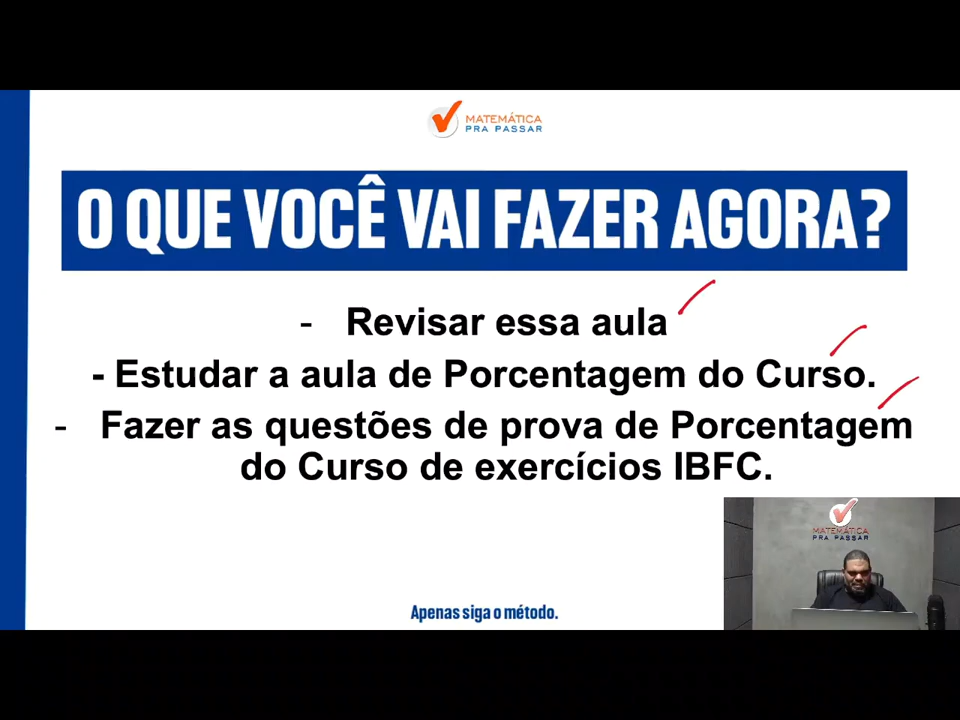 MATEMÁTICA
PRA PASSAR
O QUE VOCÊ VAI FAZER AGORA?
- Revisar essa aula
- Estudar a aula de Porcentagem do Curso.
- Fazer as questões de prova de Porcentagem
do Curso de exercícios IBFC.
MATEMÁTICA
PRA PASSAR
Apenas siga o método.